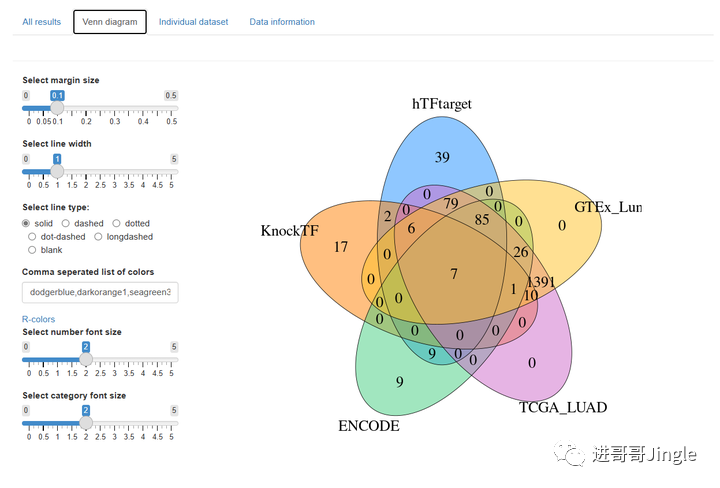 All results Venn diagram Individual dataset Data information
Select margin size
0 0.1 0.5
0 0.05 0.1 0.2 0.3 0.4 0.5
Select line width
0 1 5
0 0.5 1 1.5 2 2.5 3 3.5 4 4.5 5
Select line type:
solid dashed dotted
dot-dashed longdashed
blank
Comma seperated list of colors
dodgerblue,darkorange1,seagreen3
R-colors
Select number font size
0 2 5
0 0.5 1 1.5 2 2.5 3 3.5 4 4.5 5
Select category font size
0 2 5
0 0.5 1 1.5 2 2.5 3 3.5 4 4.5 5
hTFtarget
39
0 0
79 0
2 0 85 0
GTEx_Lun
0
KnockTF
6
17
0 26
7
0 1 1391
10
0 0
0 0 0 0 0
9 0 0 0
9
ENCODE
TCGA_LUAD
进哥哥Jingle